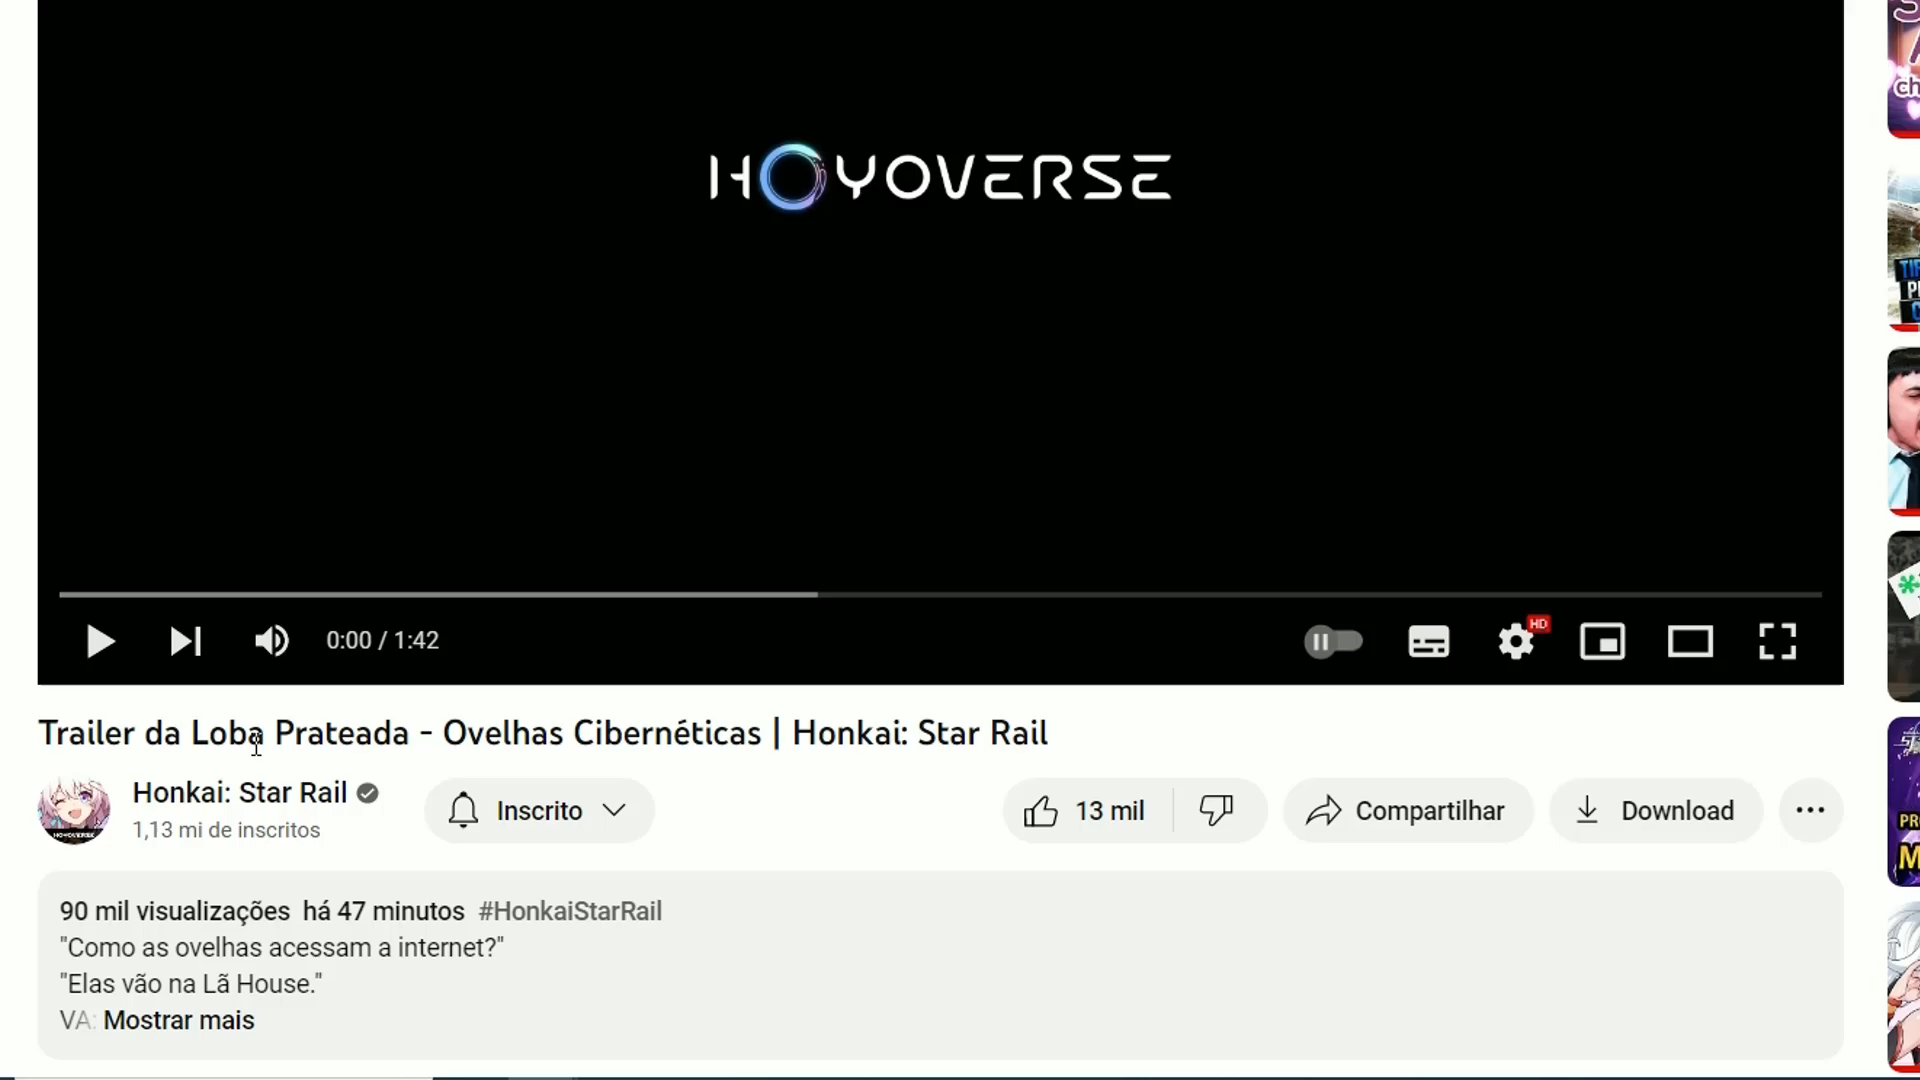 HOYOVERSE
0:00 / 1:42
HD
Trailer da Loba Prateada - Ovelhas Cibernéticas | Honkai: Star Rail
Honkai: Star Rail
1,13 mi de inscritos
Inscrito
13 mil
Compartilhar
Download
90 mil visualizações há 47 minutos #HonkaiStarRail
"Como as ovelhas acessam a internet?"
"Elas vão na Lã House."
VA: Mostrar mais